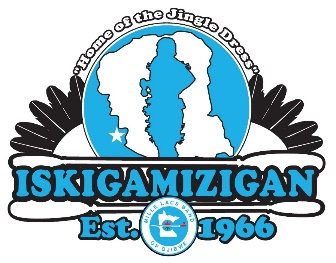 "Home of the Jingle Dress"
ISKIGAMIZIGAN
Est. 1966
MILLE LACS BAND
OF OJIBWE